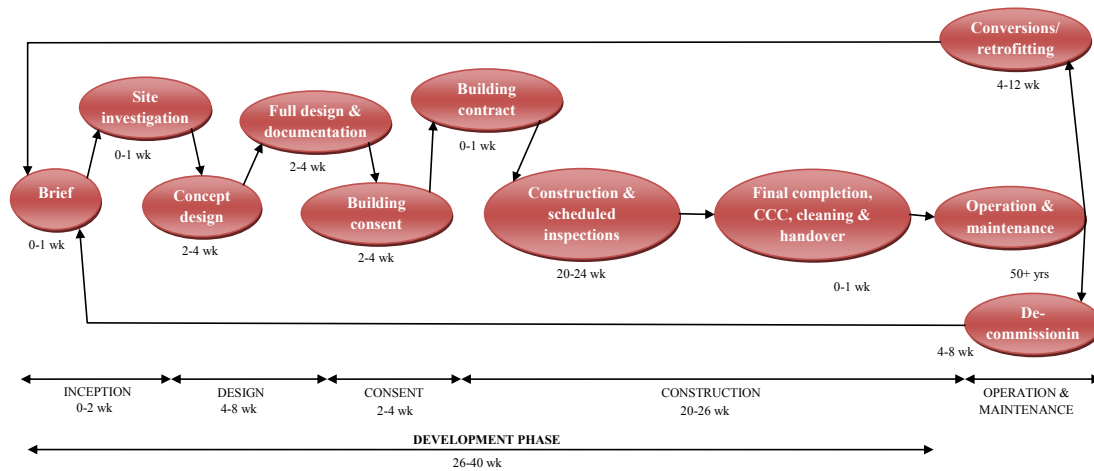 Conversions/
retrofitting
4-12 wk
Building
contract
0-1 wk
Site
investigation
0-1 wk
Full design &
documentation
2-4 wk
Brief
0-1 wk
Concept
design
2-4 wk
Building
consent
2-4 wk
Construction &
scheduled
inspections
20-24 wk
Final completion,
CCC, cleaning &
handover
0-1 wk
Operation &
maintenance
50+ yrs
De-
commissionin
4-8 wk
INCEPTION
0-2 wk
DESIGN
4-8 wk
CONSENT
2-4 wk
CONSTRUCTION
20-26 wk
OPERATION &
MAINTENANCE
DEVELOPMENT PHASE
26-40 wk